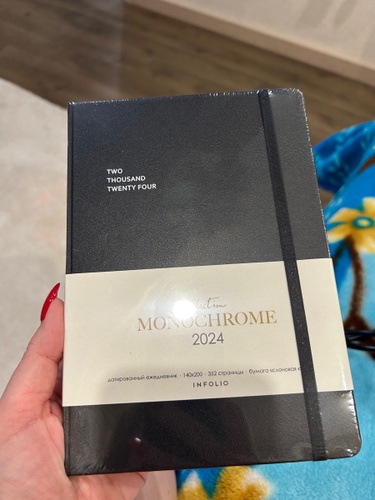 TWO
THOUSAND
TWENTY FOUR
MONOCHROME
2024
датированный ежедневник · 140x200 · 352 страницы · бумага
INFOLIO